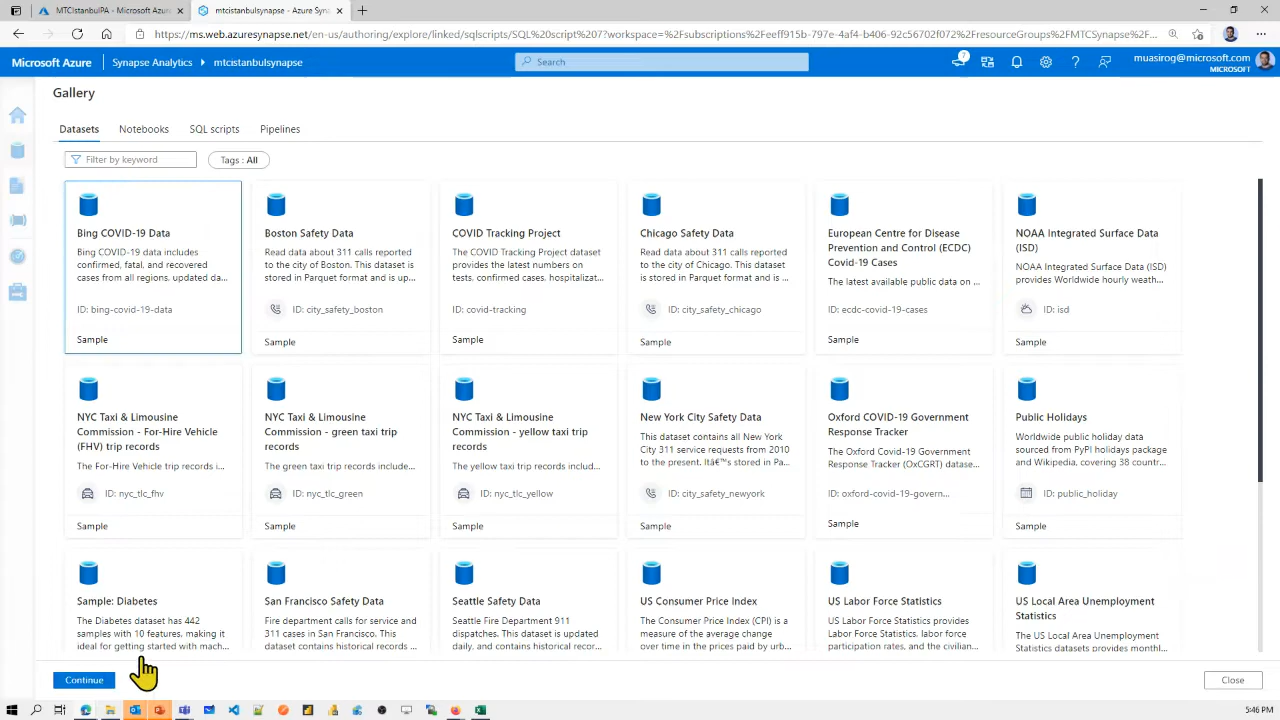 MTCIstanbulPA - Microsoft Azure
mtcistanbulsynapse - Azure Syna
https://ms.web.azuresynapse.net/en-us/authoring/explore/linked/sqlscripts/SQL%20script%207?workspace=%2Fsubscriptions%2Feff915b-797e-4af4-b406-92c56702f072%2FresourceGroups%2FMTCSynapse%2F...
Microsoft Azure
Synapse Analytics
mtcistanbulsynapse
Search
7
muasirog@microsoft.com
MICROSOFT
Gallery
Datasets
Notebooks
SQL scripts
Pipelines
Filter by keyword
Tags : All
Bing COVID-19 Data
Bing COVID-19 data includes
confirmed, fatal, and recovered
cases from all regions, updated da...
ID: bing-covid-19-data
Sample
Boston Safety Data
Read data about 311 calls reported
to the city of Boston. This dataset is
stored in Parquet format and is up...
ID: city_safety_boston
Sample
COVID Tracking Project
The COVID Tracking Project dataset
provides the latest numbers on
tests, confirmed cases, hospitalizat...
ID: covid-tracking
Sample
Chicago Safety Data
Read data about 311 calls reported
to the city of Chicago. This dataset
is stored in Parquet format and is ...
ID: city_safety_chicago
Sample
European Centre for Disease
Prevention and Control (ECDC)
Covid-19 Cases
The latest available public data on ...
ID: ecdc-covid-19-cases
Sample
NOAA Integrated Surface Data
(ISD)
NOAA Integrated Surface Data (ISD)
provides Worldwide hourly weath...
ID: isd
Sample
NYC Taxi & Limousine
Commission - For-Hire Vehicle
(FHV) trip records
The For-Hire Vehicle trip records i...
ID: nyc_tlc_fhv
Sample
NYC Taxi & Limousine
Commission - green taxi trip
records
The green taxi trip records include...
ID: nyc_tlc_green
Sample
NYC Taxi & Limousine
Commission - yellow taxi trip
records
The yellow taxi trip records includ...
ID: nyc_tlc_yellow
Sample
New York City Safety Data
This dataset contains all New York
City 311 service requests from 2010
to the present. Itâ€™s stored in Pa...
ID: city_safety_newyork
Sample
Oxford COVID-19 Government
Response Tracker
The Oxford Covid-19 Government
Response Tracker (OxCGRT) datase...
ID: oxford-covid-19-govern...
Sample
Public Holidays
Worldwide public holiday data
sourced from PyPI holidays package
and Wikipedia, covering 38 countr...
ID: public_holiday
Sample
Sample: Diabetes
The Diabetes dataset has 442
samples with 10 features, making it
ideal for getting started with mach...
San Francisco Safety Data
Fire department calls for service and
311 cases in San Francisco. This
dataset contains historical records ...
Seattle Safety Data
Seattle Fire Department 911
dispatches. This dataset is updated
daily, and contains historical recor...
US Consumer Price Index
The Consumer Price Index (CPI) is a
measure of the average change
over time in the prices paid by urb...
US Labor Force Statistics
US Labor Force Statistics provides
Labor Force Statistics, labor force
participation rates, and the civilian...
US Local Area Unemployment
Statistics
The US Local Area Unemployment
Statistics datasets provides monthl...
Continue
Close
5:46 PM